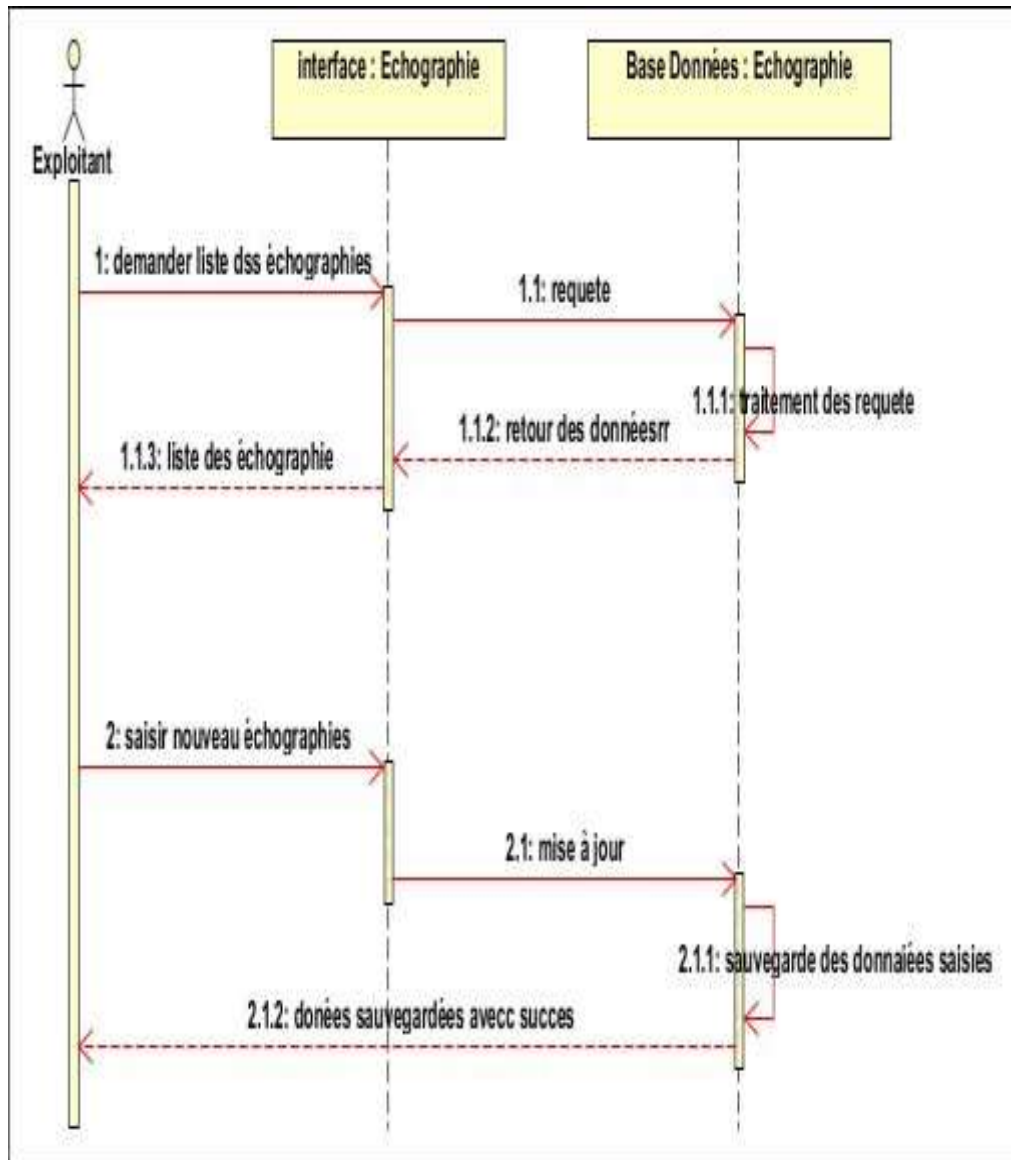 interface : Echographie
Base Données : Echographie
Exploitant
1: demander liste dss échographies
1.1: requete
1.1.1: traitement des requete
1.1.2: retour des donnéesrr
1.1.3: liste des échographie
2: saisir nouveau échographies
2.1: mise à jour
2.1.1: sauvegarde des donnaiées saisies
2.1.2: donées sauvegardées avecc succes